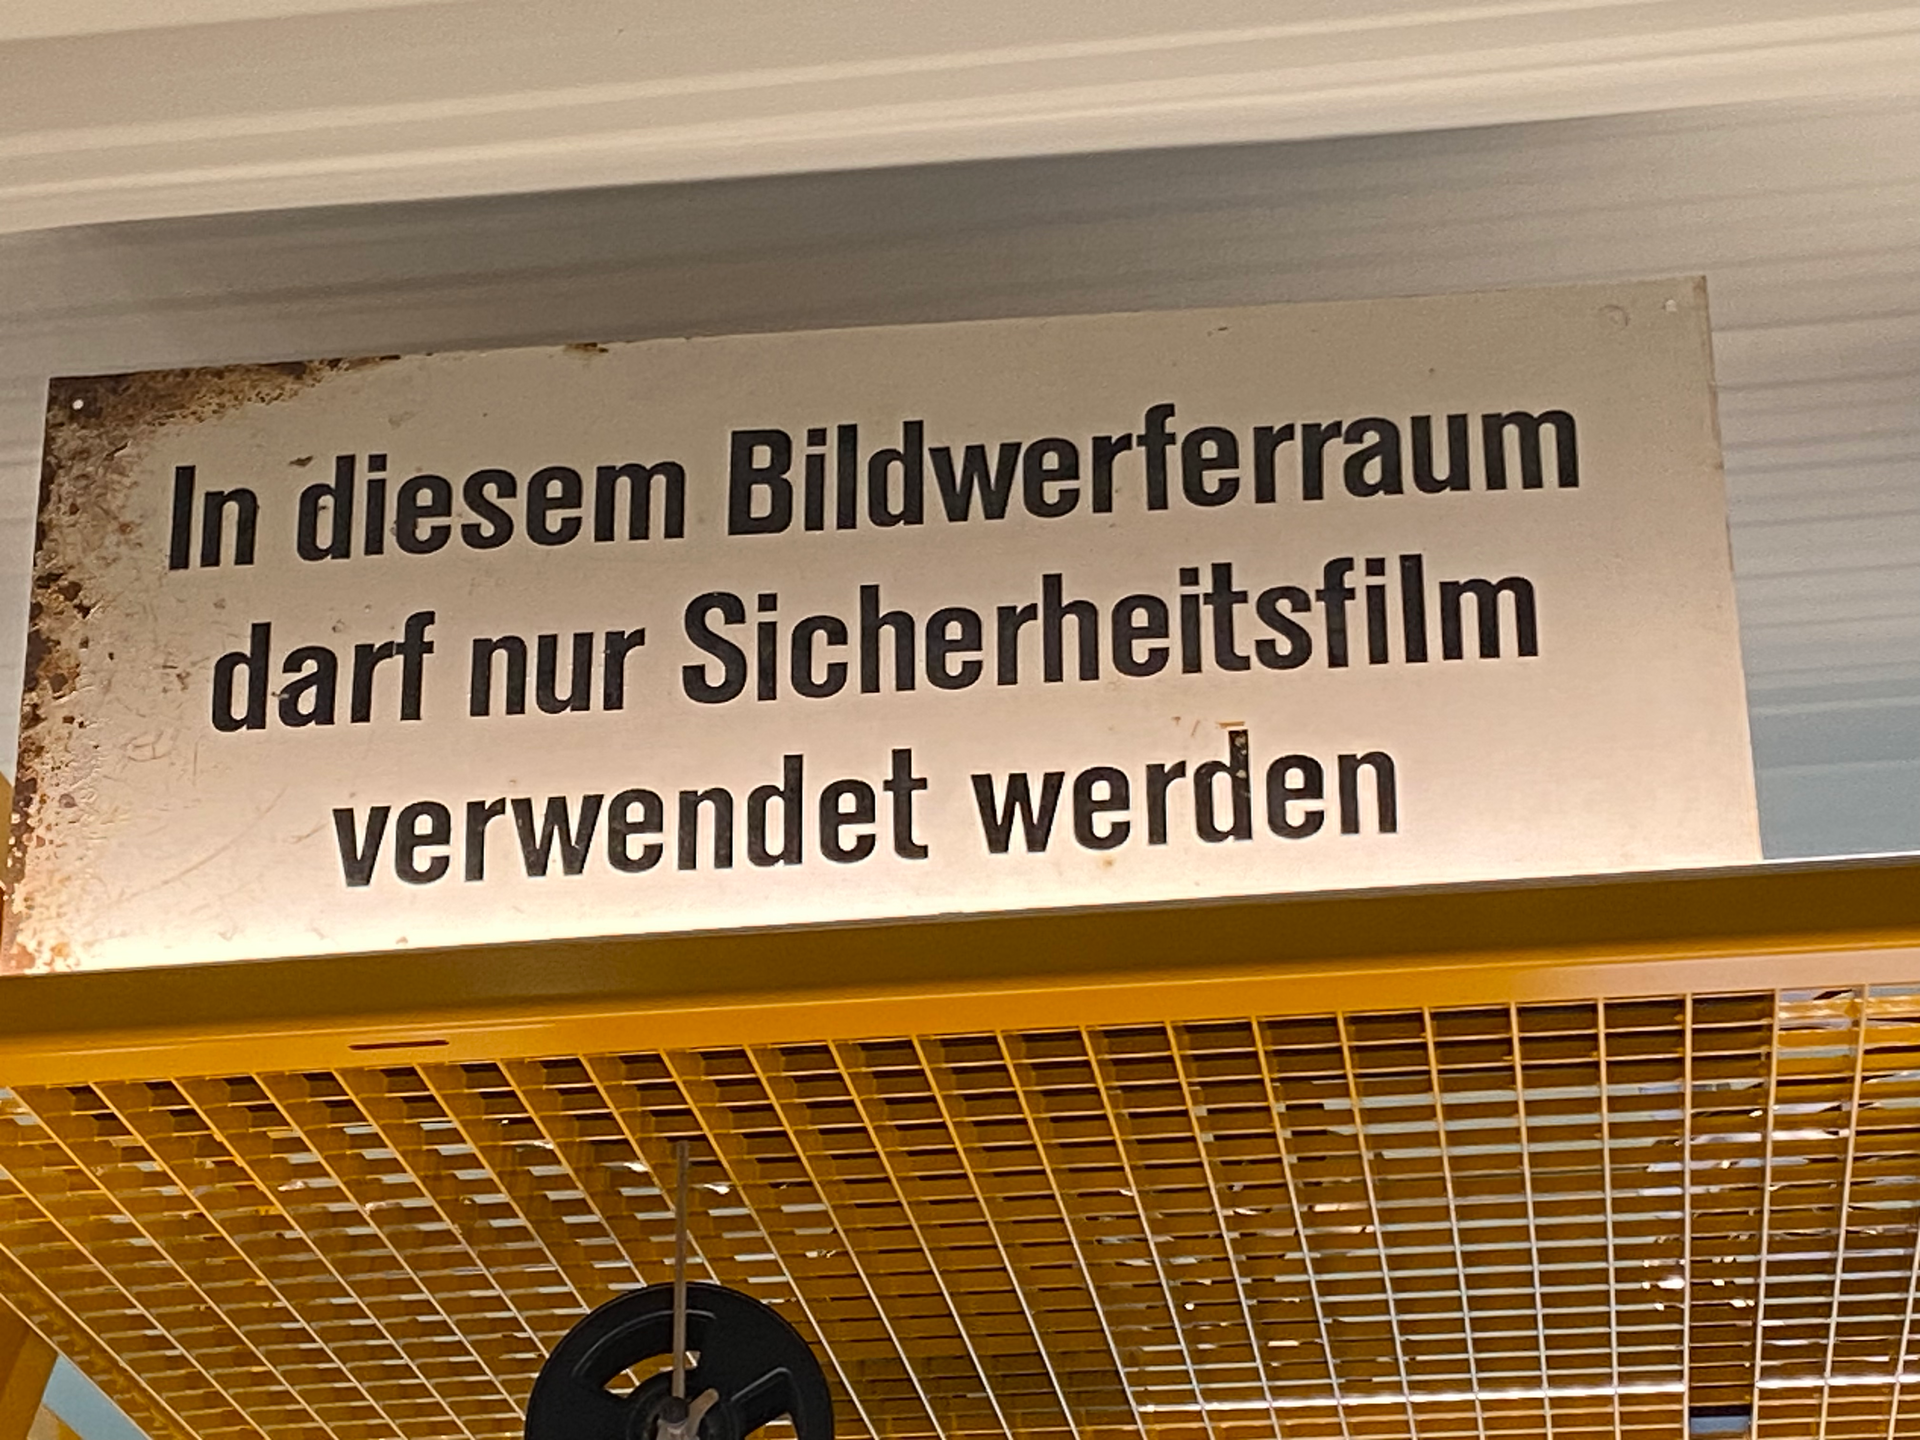 In diesem Bildwerferraum
darf nur Sicherheitsfilm
verwendet werden